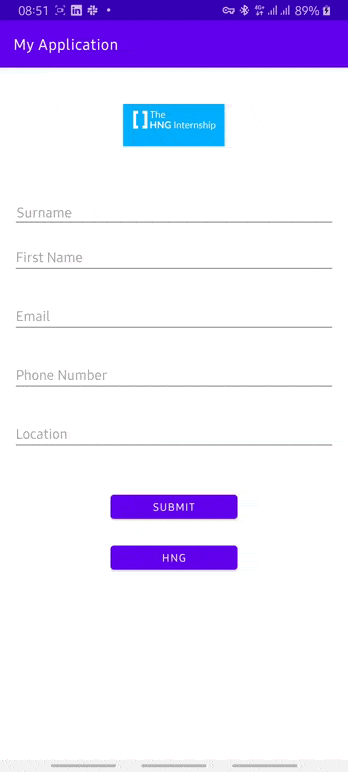 08:51 4G+ 89%
My Application
The
HNG Internship
Surname
First Name
Email
Phone Number
Location
SUBMIT
HNG